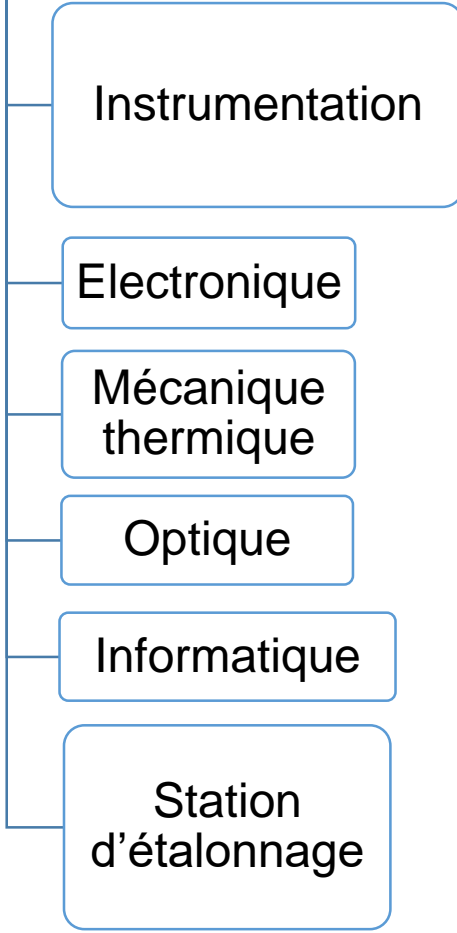 Instrumentation
Electronique
Mécanique
thermique
Optique
Informatique
Station
d’étalonnage